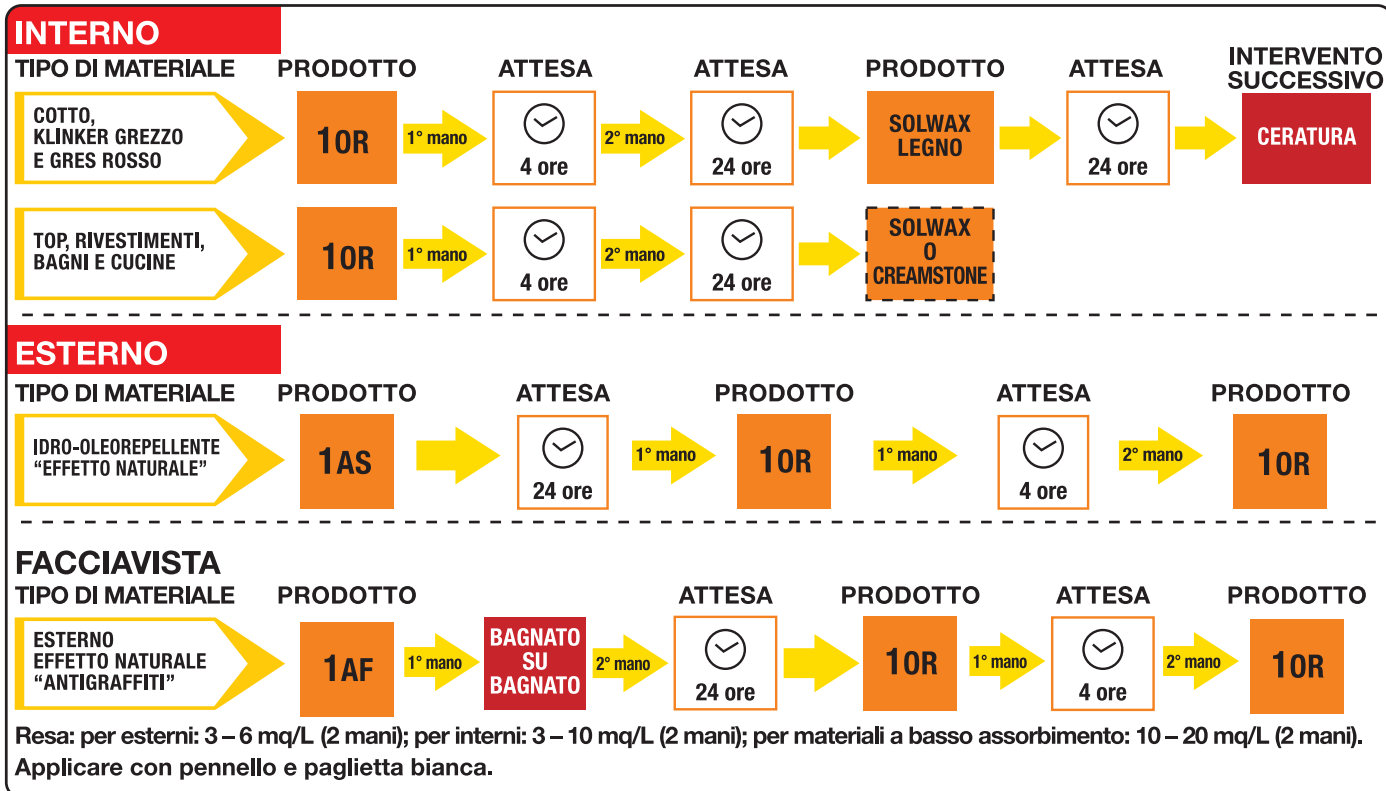 INTERNO
TIPO DI MATERIALE PRODOTTO ATTESA ATTESA PRODOTTO ATTESA INTERVENTO
SUCCESSIVO
COTTO,
KLINKER GREZZO
E GRES ROSSO
1OR
1° mano
4 ore
2° mano
24 ore
SOLWAX
LEGNO
24 ore
CERATURA
TOP, RIVESTIMENTI,
BAGNI E CUCINE
1OR
1° mano
4 ore
2° mano
24 ore
SOLWAX
O
CREAMSTONE
ESTERNO
TIPO DI MATERIALE PRODOTTO ATTESA PRODOTTO ATTESA PRODOTTO
IDRO-OLEOREPELLENTE
“EFFETTO NATURALE”
1AS
24 ore
1° mano
1OR
1° mano
4 ore
2° mano
1OR
FACCIAVISTA
TIPO DI MATERIALE PRODOTTO ATTESA PRODOTTO ATTESA PRODOTTO
ESTERNO
EFFETTO NATURALE
“ANTIGRAFFITI”
1AF
1° mano
BAGNATO
SU
BAGNATO
2° mano
24 ore
1OR
1° mano
4 ore
2° mano
1OR
Resa: per esterni: 3 – 6 mq/L (2 mani); per interni: 3 – 10 mq/L (2 mani); per materiali a basso assorbimento: 10 – 20 mq/L (2 mani).
Applicare con pennello e paglietta bianca.